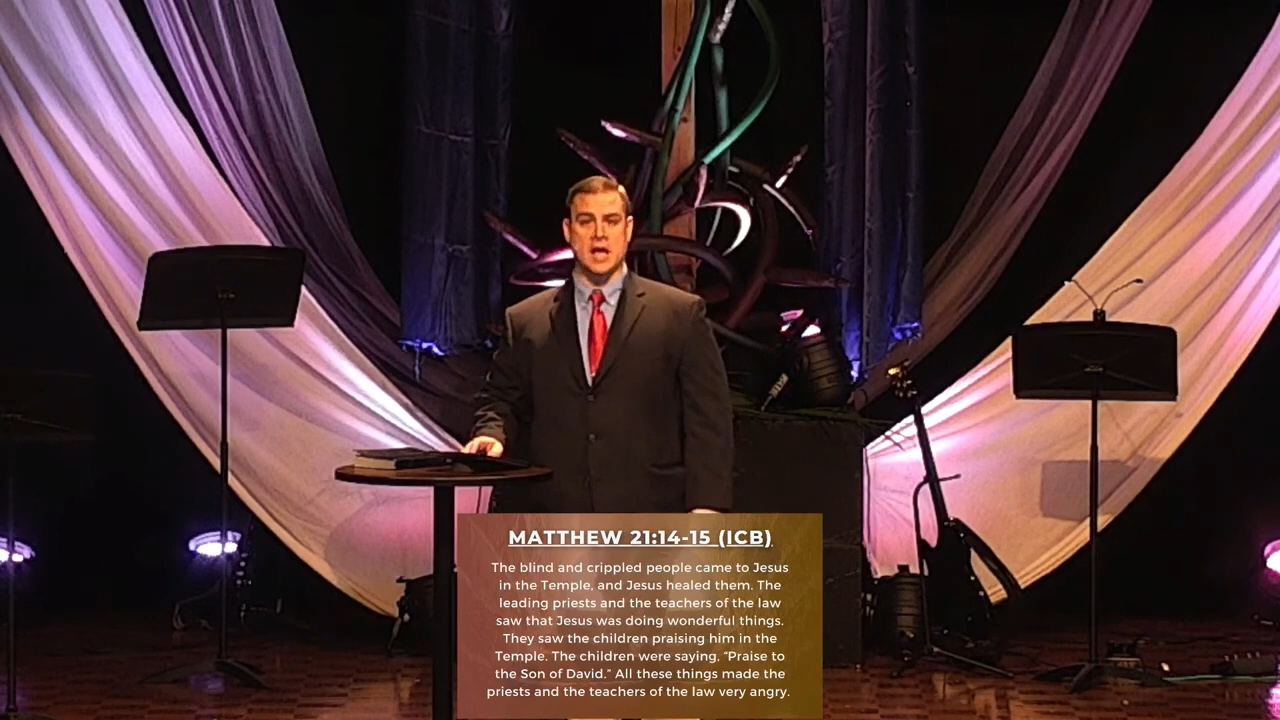 MATTHEW 21:14-15 (ICB)
The blind and crippled people came to Jesus
in the Temple, and Jesus healed them. The
leading priests and the teachers of the law
saw that Jesus was doing wonderful things.
They saw the children praising him in the
Temple. The children were saying, “Praise to
the Son of David.” All these things made the
priests and the teachers of the law very angry.